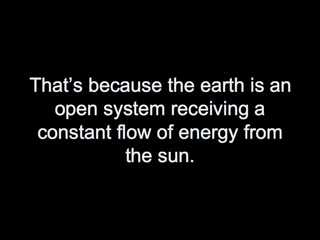 That’s because the earth is an
open system receiving a
constant flow of energy from
the sun.